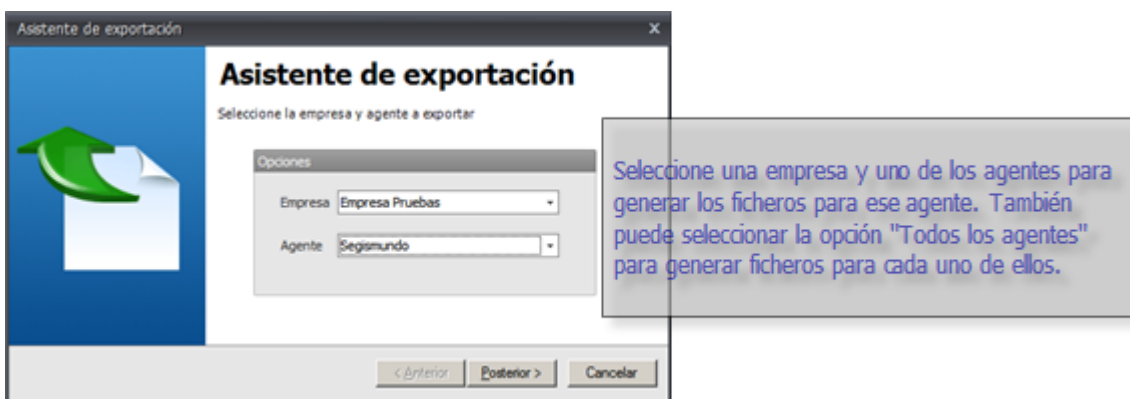 Asistente de exportación
x
Asistente de exportación
Seleccione la empresa y agente a exportar
Opciones
Empresa Empresa Pruebas
Agente Segismundo
Seleccione una empresa y uno de los agentes para
generar los ficheros para ese agente. También
puede seleccionar la opción "Todos los agentes"
para generar ficheros para cada uno de ellos.
< Anterior Posterior > Cancelar